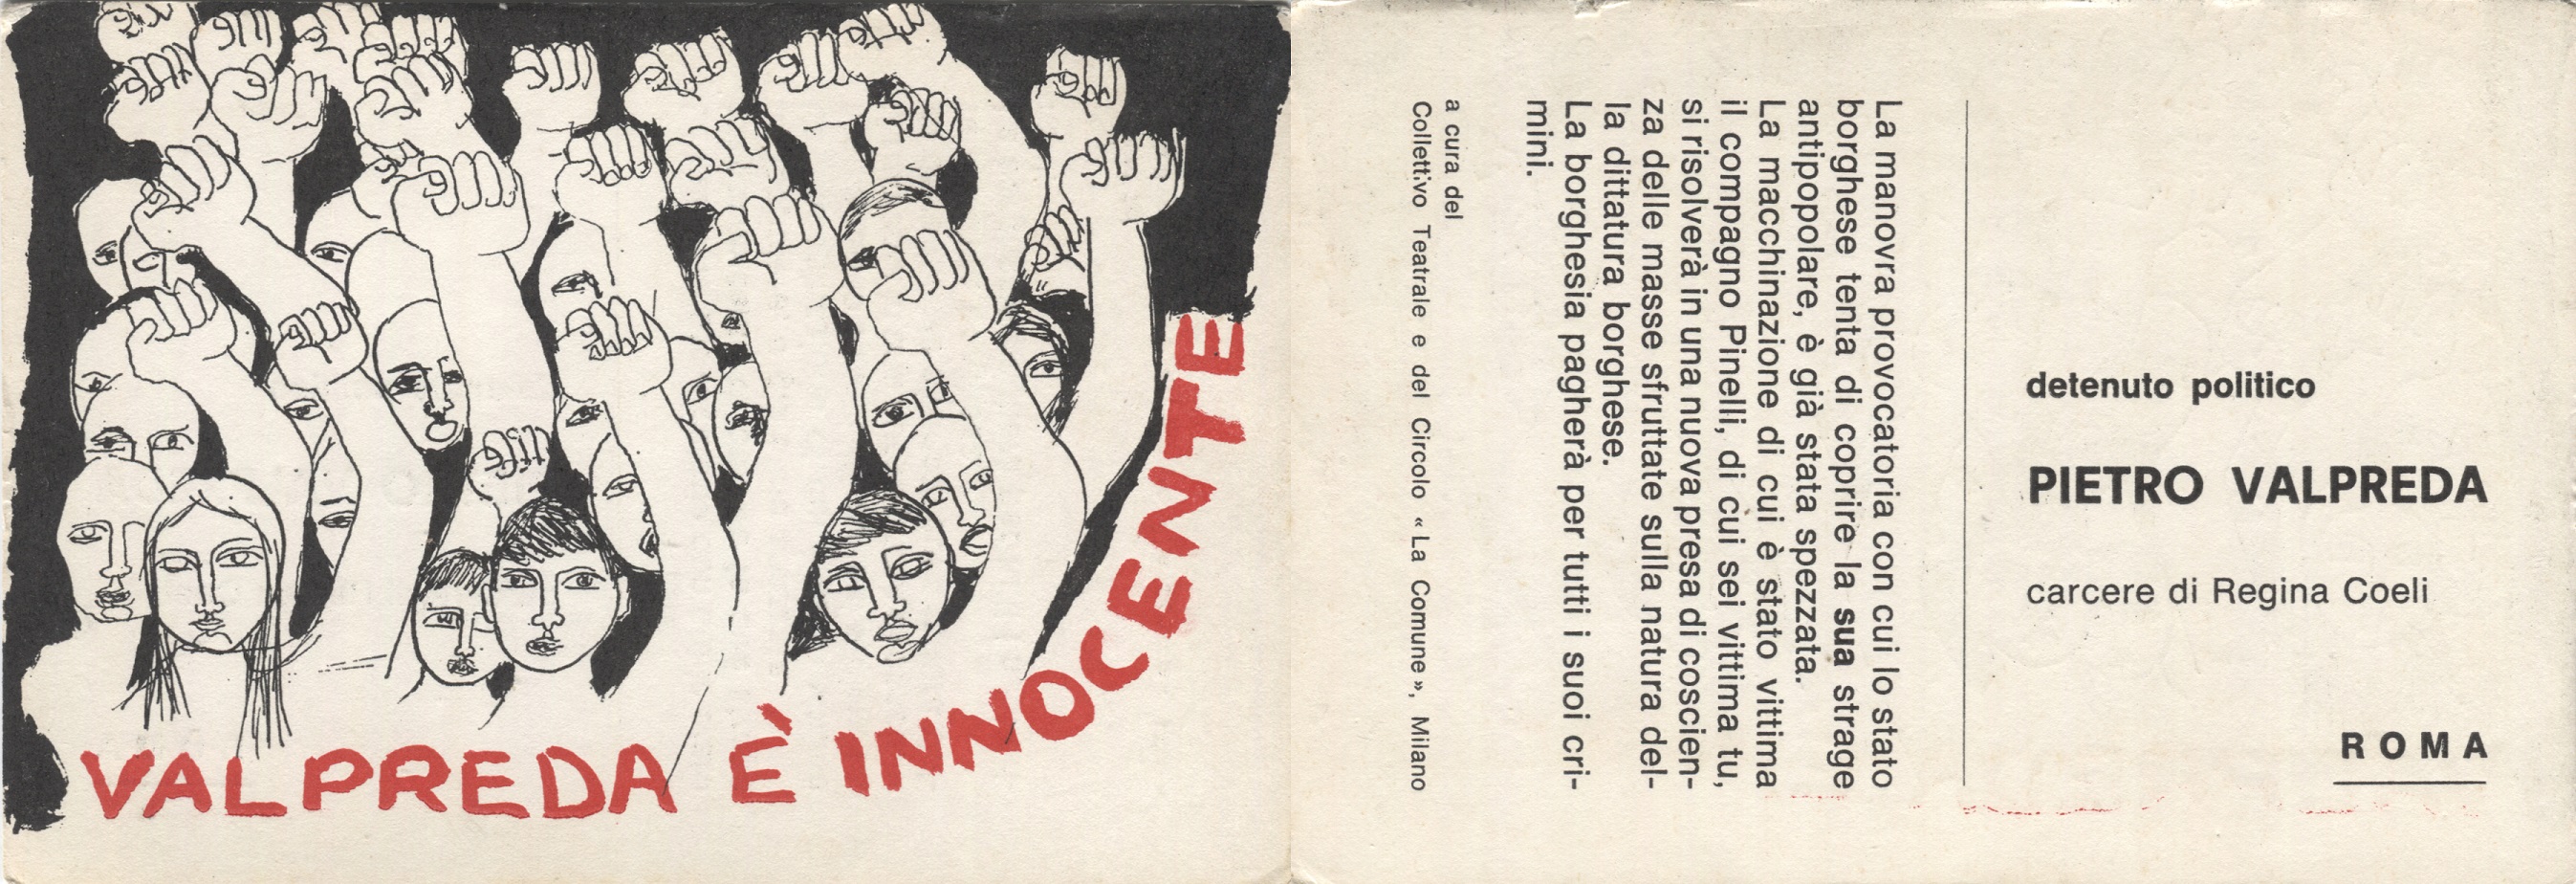 VALPREDA È INNOCENTE
La manovra provocatoria con cui lo stato
borghese tenta di coprire la sua strage
antipopolare, è già stata spezzata.
La macchinazione di cui è stato vittima
il compagno Pinelli, di cui sei vittima tu,
si risolverà in una nuova presa di coscien-
za delle masse sfruttate sulla natura del-
la dittatura borghese.
La borghesia pagherà per tutti i suoi cri-
mini.
a cura del
Collettivo Teatrale e del Circolo « La Comune », Milano
detenuto politico
PIETRO VALPREDA
carcere di Regina Coeli
ROMA